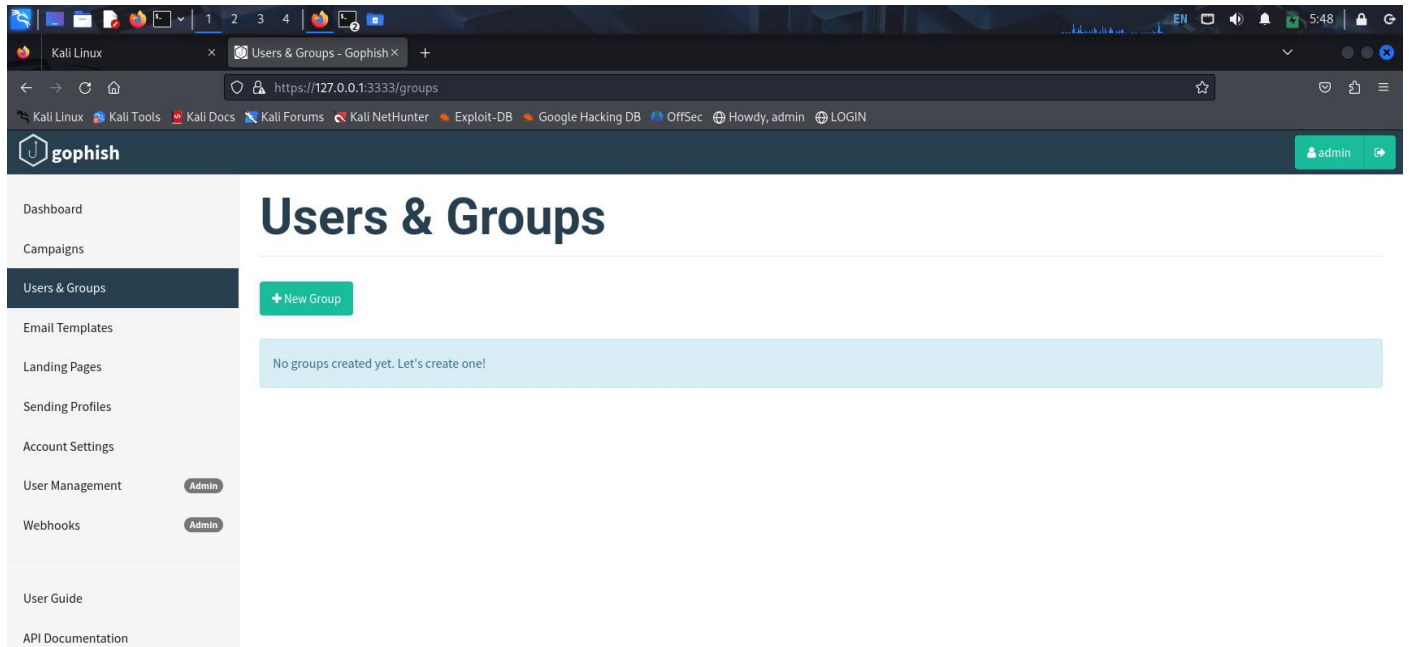 1 2 3 4 2 EN 5:48
Kali Linux × Users & Groups - Gophish × +
https://127.0.0.1:3333/groups
Kali Linux Kali Tools Kali Docs Kali Forums Kali NetHunter Exploit-DB Google Hacking DB OffSec Howdy, admin LOGIN
gophish admin
Dashboard
Campaigns
Users & Groups
Email Templates
Landing Pages
Sending Profiles
Account Settings
User Management Admin
Webhooks Admin
User Guide
API Documentation
Users & Groups
+ New Group
No groups created yet. Let's create one!